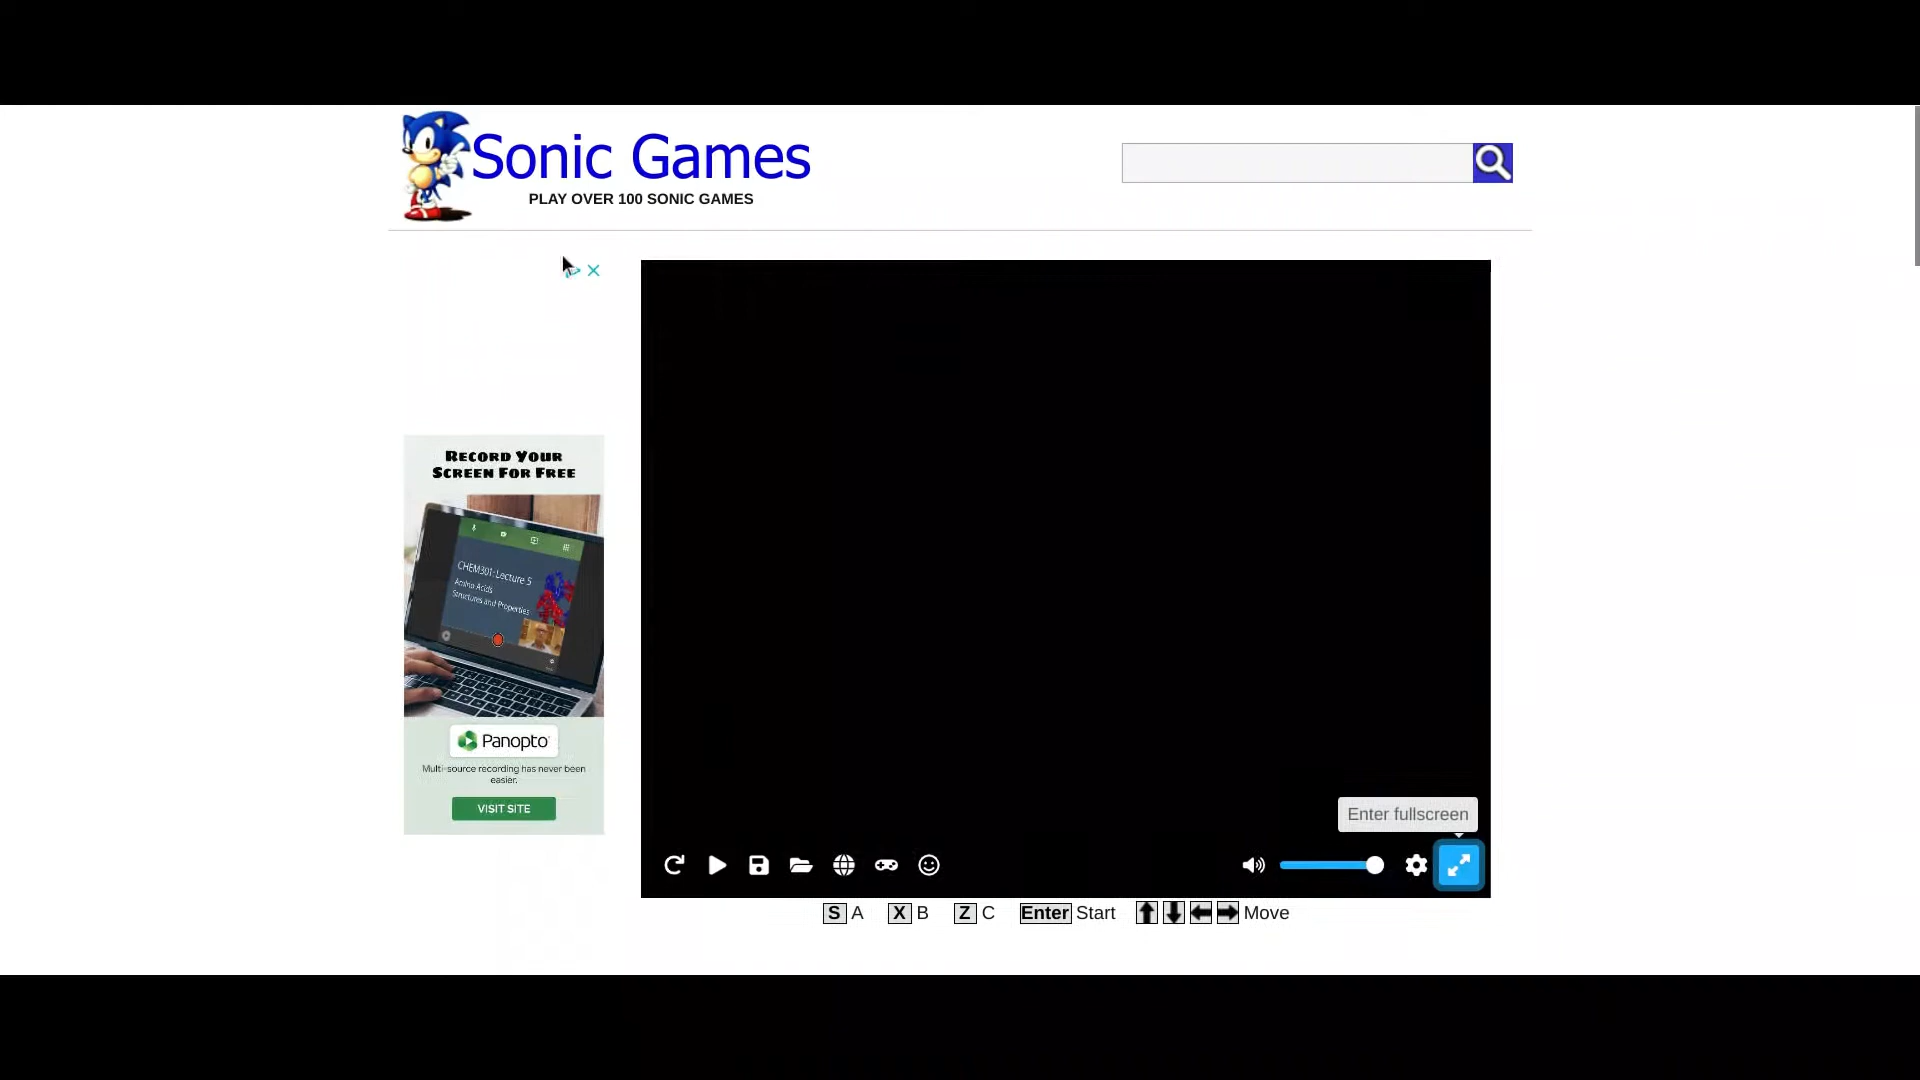 Sonic Games
PLAY OVER 100 SONIC GAMES
RECORD YOUR
SCREEN FOR FREE
CHEM301: Lecture 5
Amino Acids
Structures and Properties
Panopto
Multi-source recording has never been
easier.
VISIT SITE
Enter fullscreen
S A X B Z C Enter Start Move